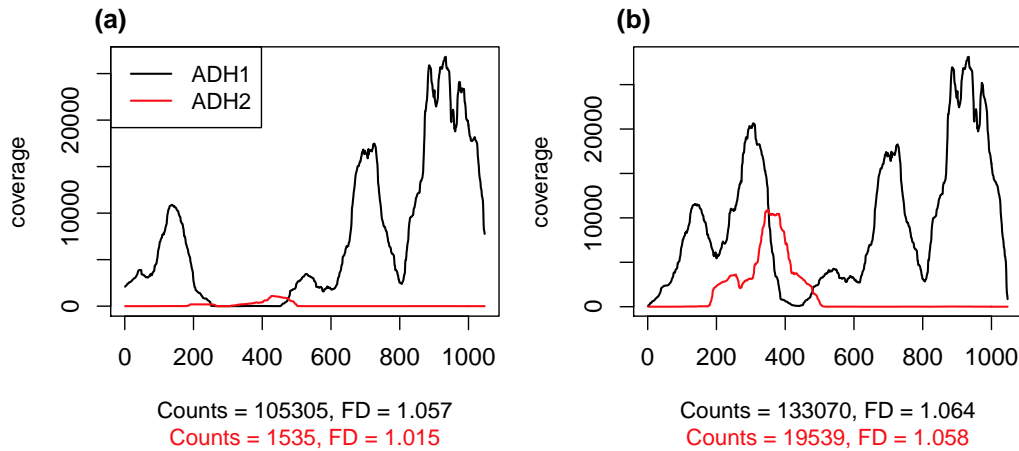 (a) (b)
ADH1
ADH2
coverage
0 10000 20000
0 200 400 600 800 1000
Counts = 105305, FD = 1.057
Counts = 1535, FD = 1.015
coverage
0 10000 20000
0 200 400 600 800 1000
Counts = 133070, FD = 1.064
Counts = 19539, FD = 1.058